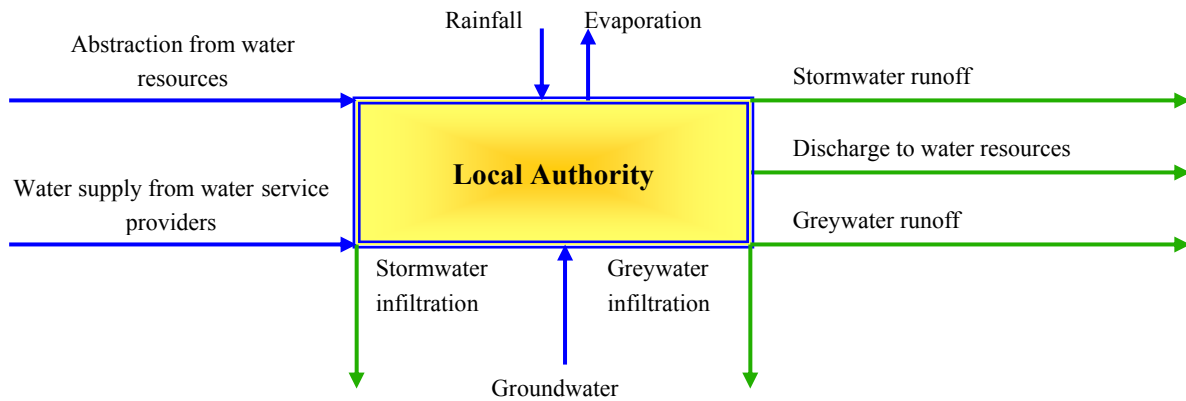 Rainfall
Evaporation
Abstraction from water
resources
Stormwater runoff
Discharge to water resources
Local Authority
Water supply from water service
providers
Greywater runoff
Stormwater
infiltration
Greywater
infiltration
Groundwater